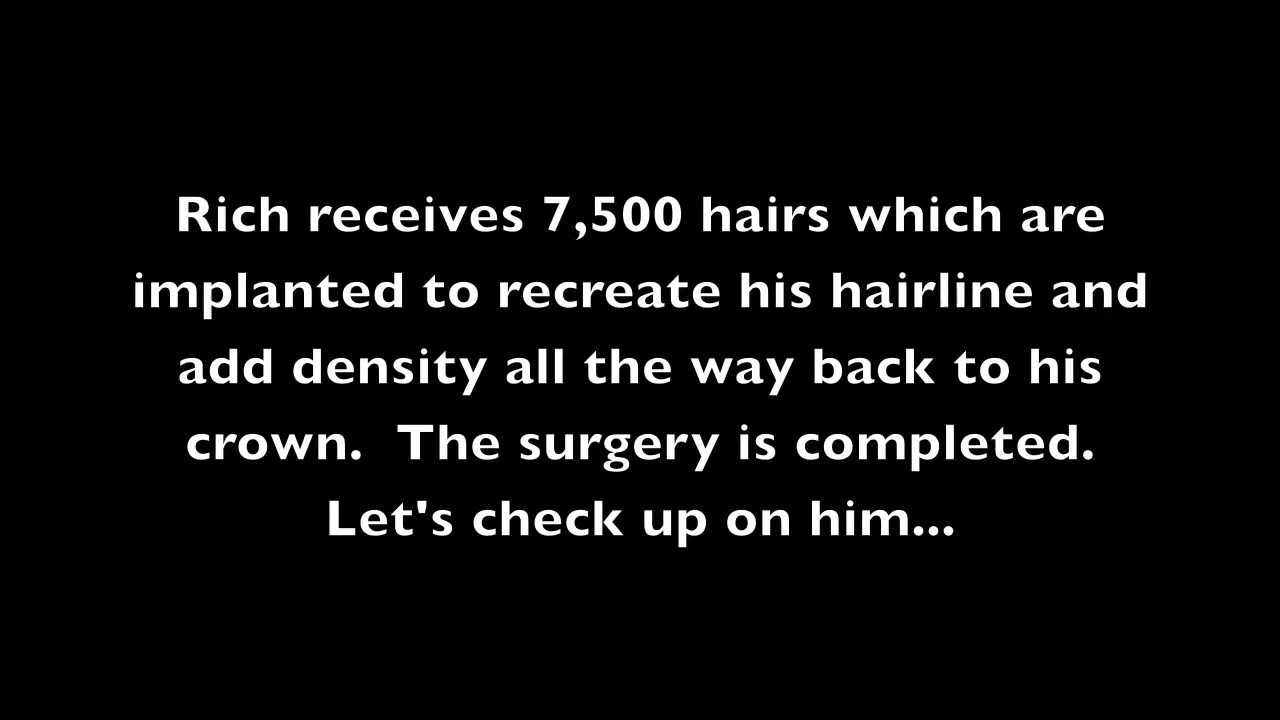 Rich receives 7,500 hairs which are
implanted to recreate his hairline and
add density all the way back to his
crown.  The surgery is completed.
Let's check up on him...